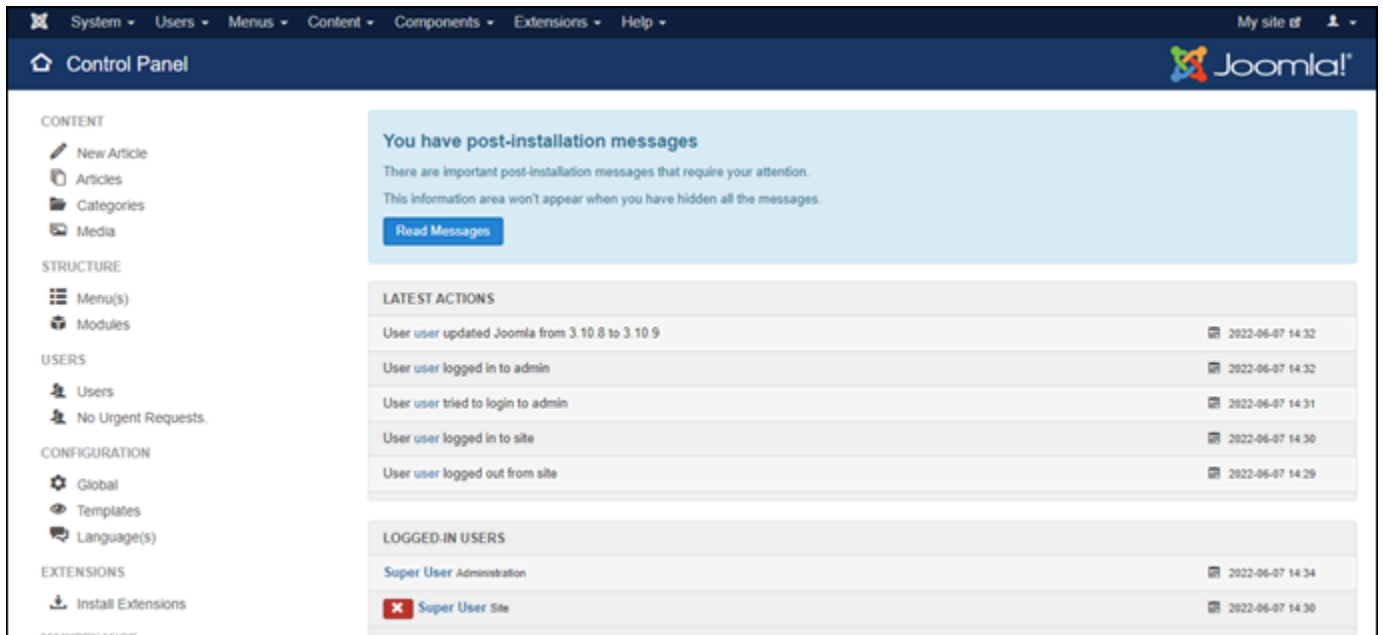 System Users Menus Content Components Extensions Help My site
Control Panel Joomla!®
CONTENT
New Article
Articles
Categories
Media
STRUCTURE
Menu(s)
Modules
USERS
Users
No Urgent Requests.
CONFIGURATION
Global
Templates
Language(s)
EXTENSIONS
Install Extensions
MAINTENANCE
You have post-installation messages
There are important post-installation messages that require your attention.
This information area won't appear when you have hidden all the messages.
Read Messages
LATEST ACTIONS
User user updated Joomla from 3.10.8 to 3.10.9 2022-06-07 14:32
User user logged in to admin 2022-06-07 14:32
User user tried to login to admin 2022-06-07 14:31
User user logged in to site 2022-06-07 14:30
User user logged out from site 2022-06-07 14:29
LOGGED-IN USERS
Super User Administration 2022-06-07 14:34
Super User Site 2022-06-07 14:30